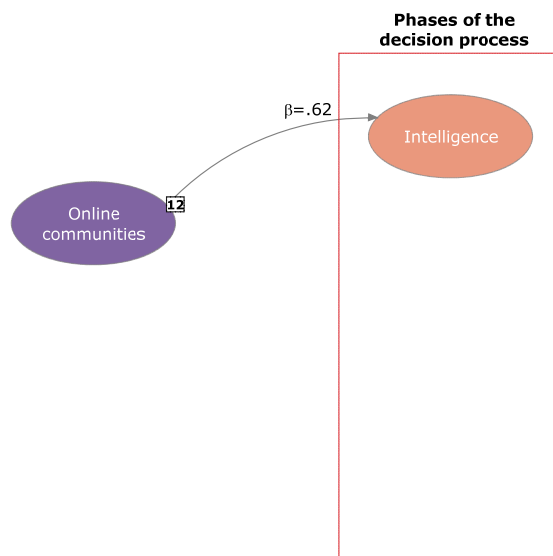 Phases of the
decision process
β=.62
Intelligence
12
Online
communities